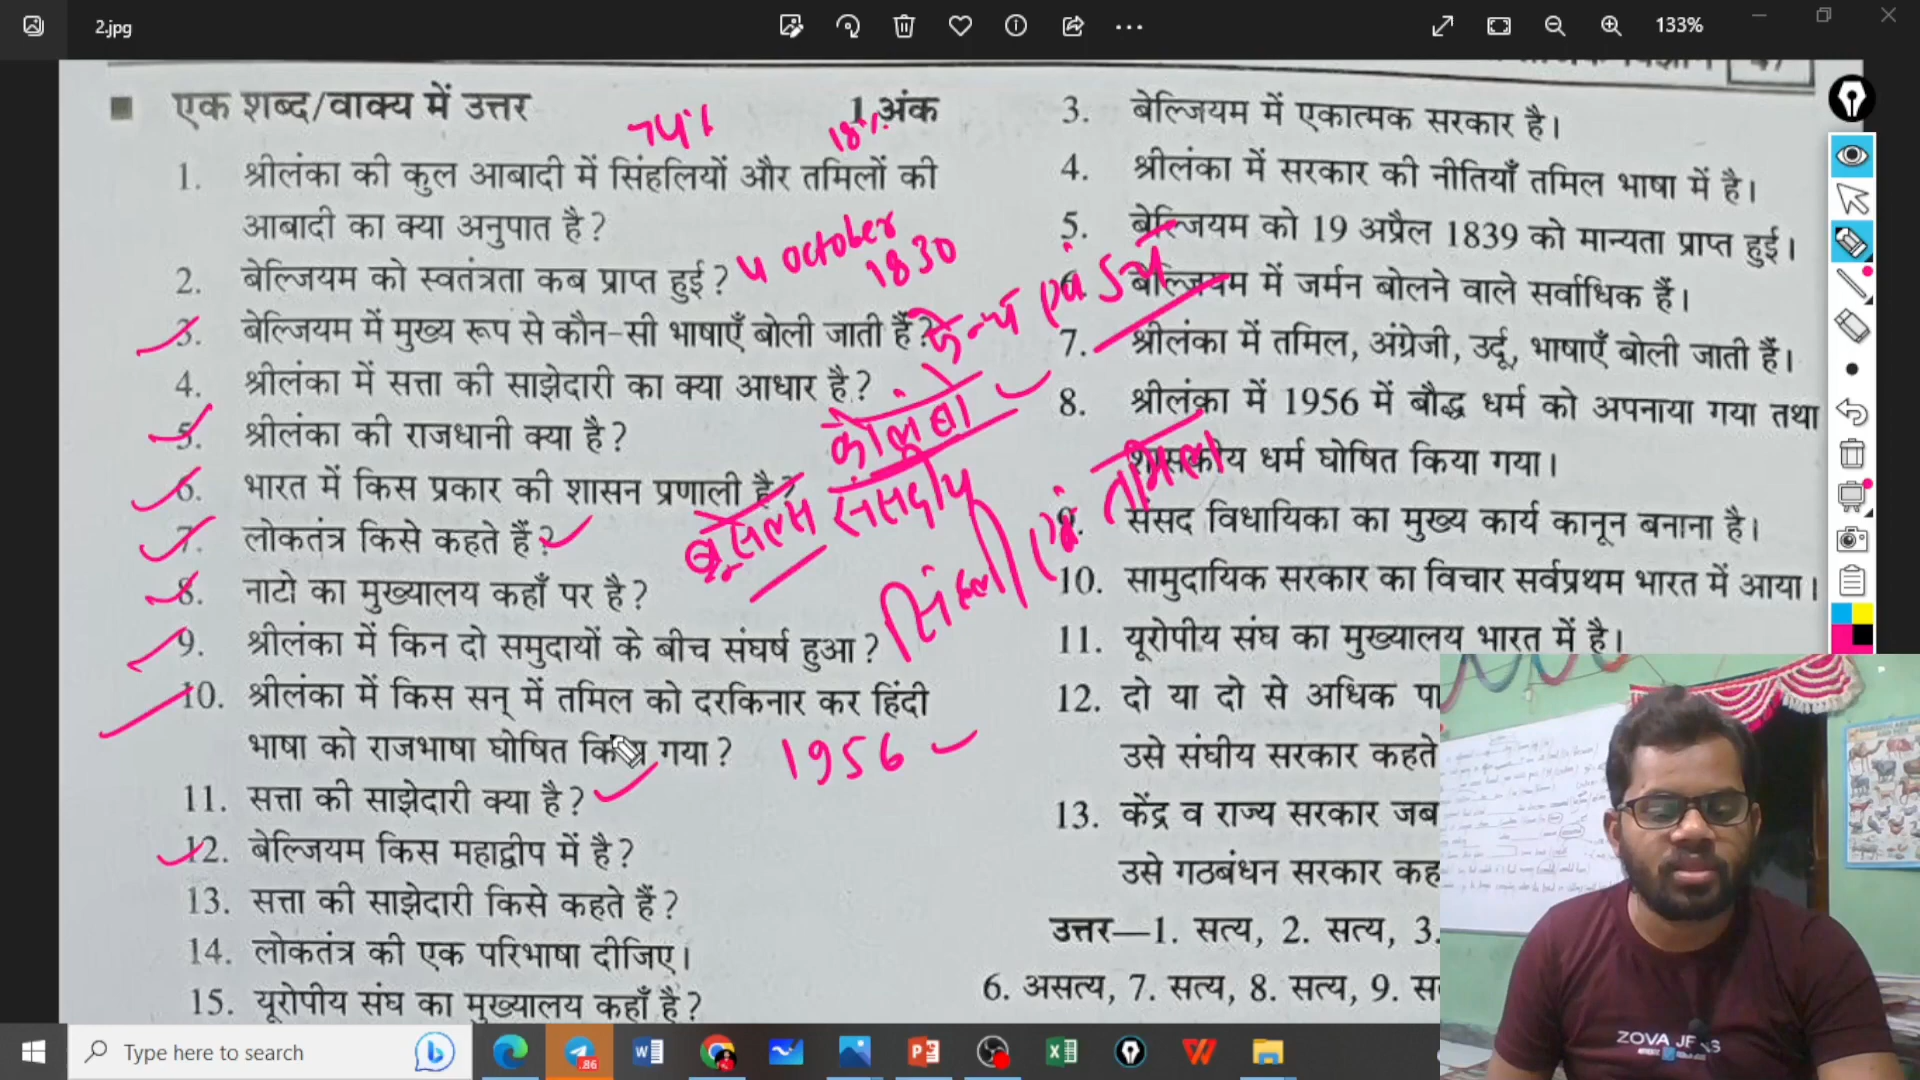 2.jpg
133%
एक शब्द/वाक्य में उत्तर 1 अंक
74%
18%
1. श्रीलंका की कुल आबादी में सिंहलियों और तमिलों की
आबादी का क्या अनुपात है?
2. बेल्जियम को स्वतंत्रता कब प्राप्त हुई?
4 october
1830
3. बेल्जियम में मुख्य रूप से कौन-सी भाषाएँ बोली जाती हैं?
4. श्रीलंका में सत्ता की साझेदारी का क्या आधार है?
5. श्रीलंका की राजधानी क्या है?
कोलंबो
6. भारत में किस प्रकार की शासन प्रणाली है?
संसदीय
7. लोकतंत्र किसे कहते हैं?
8. नाटो का मुख्यालय कहाँ पर है?
9. श्रीलंका में किन दो समुदायों के बीच संघर्ष हुआ?
10. श्रीलंका में किस सन् में तमिल को दरकिनार कर हिंदी
भाषा को राजभाषा घोषित किया गया?
1956
11. सत्ता की साझेदारी क्या है?
12. बेल्जियम किस महाद्वीप में है?
13. सत्ता की साझेदारी किसे कहते हैं?
14. लोकतंत्र की एक परिभाषा दीजिए।
15. यूरोपीय संघ का मुख्यालय कहाँ है?
3. बेल्जियम में एकात्मक सरकार है।
4. श्रीलंका में सरकार की नीतियाँ तमिल भाषा में है।
5. बेल्जियम को 19 अप्रैल 1839 को मान्यता प्राप्त हुई।
6. बेल्जियम में जर्मन बोलने वाले सर्वाधिक हैं।
7. श्रीलंका में तमिल, अंग्रेजी, उर्दू, भाषाएँ बोली जाती हैं।
8. श्रीलंका में 1956 में बौद्ध धर्म को अपनाया गया तथा
शासकीय धर्म घोषित किया गया।
9. संसद विधायिका का मुख्य कार्य कानून बनाना है।
10. सामुदायिक सरकार का विचार सर्वप्रथम भारत में आया।
11. यूरोपीय संघ का मुख्यालय भारत में है।
12. दो या दो से अधिक
उसे संघीय सरकार कहते
13. केंद्र व राज्य सरकार जब
उसे गठबंधन सरकार
उत्तर—1. सत्य, 2. सत्य, 3.
6. असत्य, 7. सत्य, 8. सत्य, 9.
Type here to search
86
ZOVA